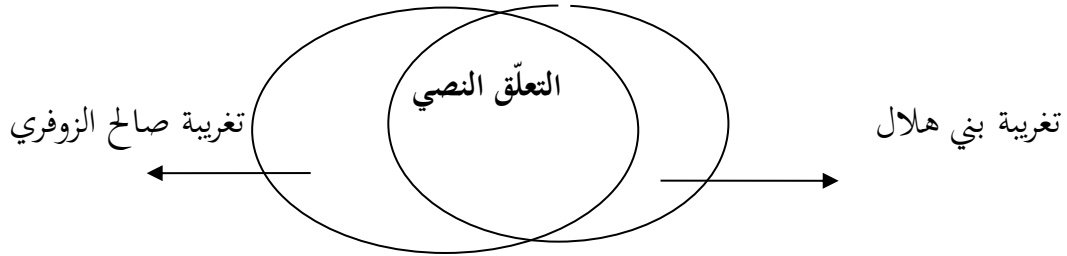 التعلّق النصي
تغريبة بني هلال
تغريبة صالح الزوفري